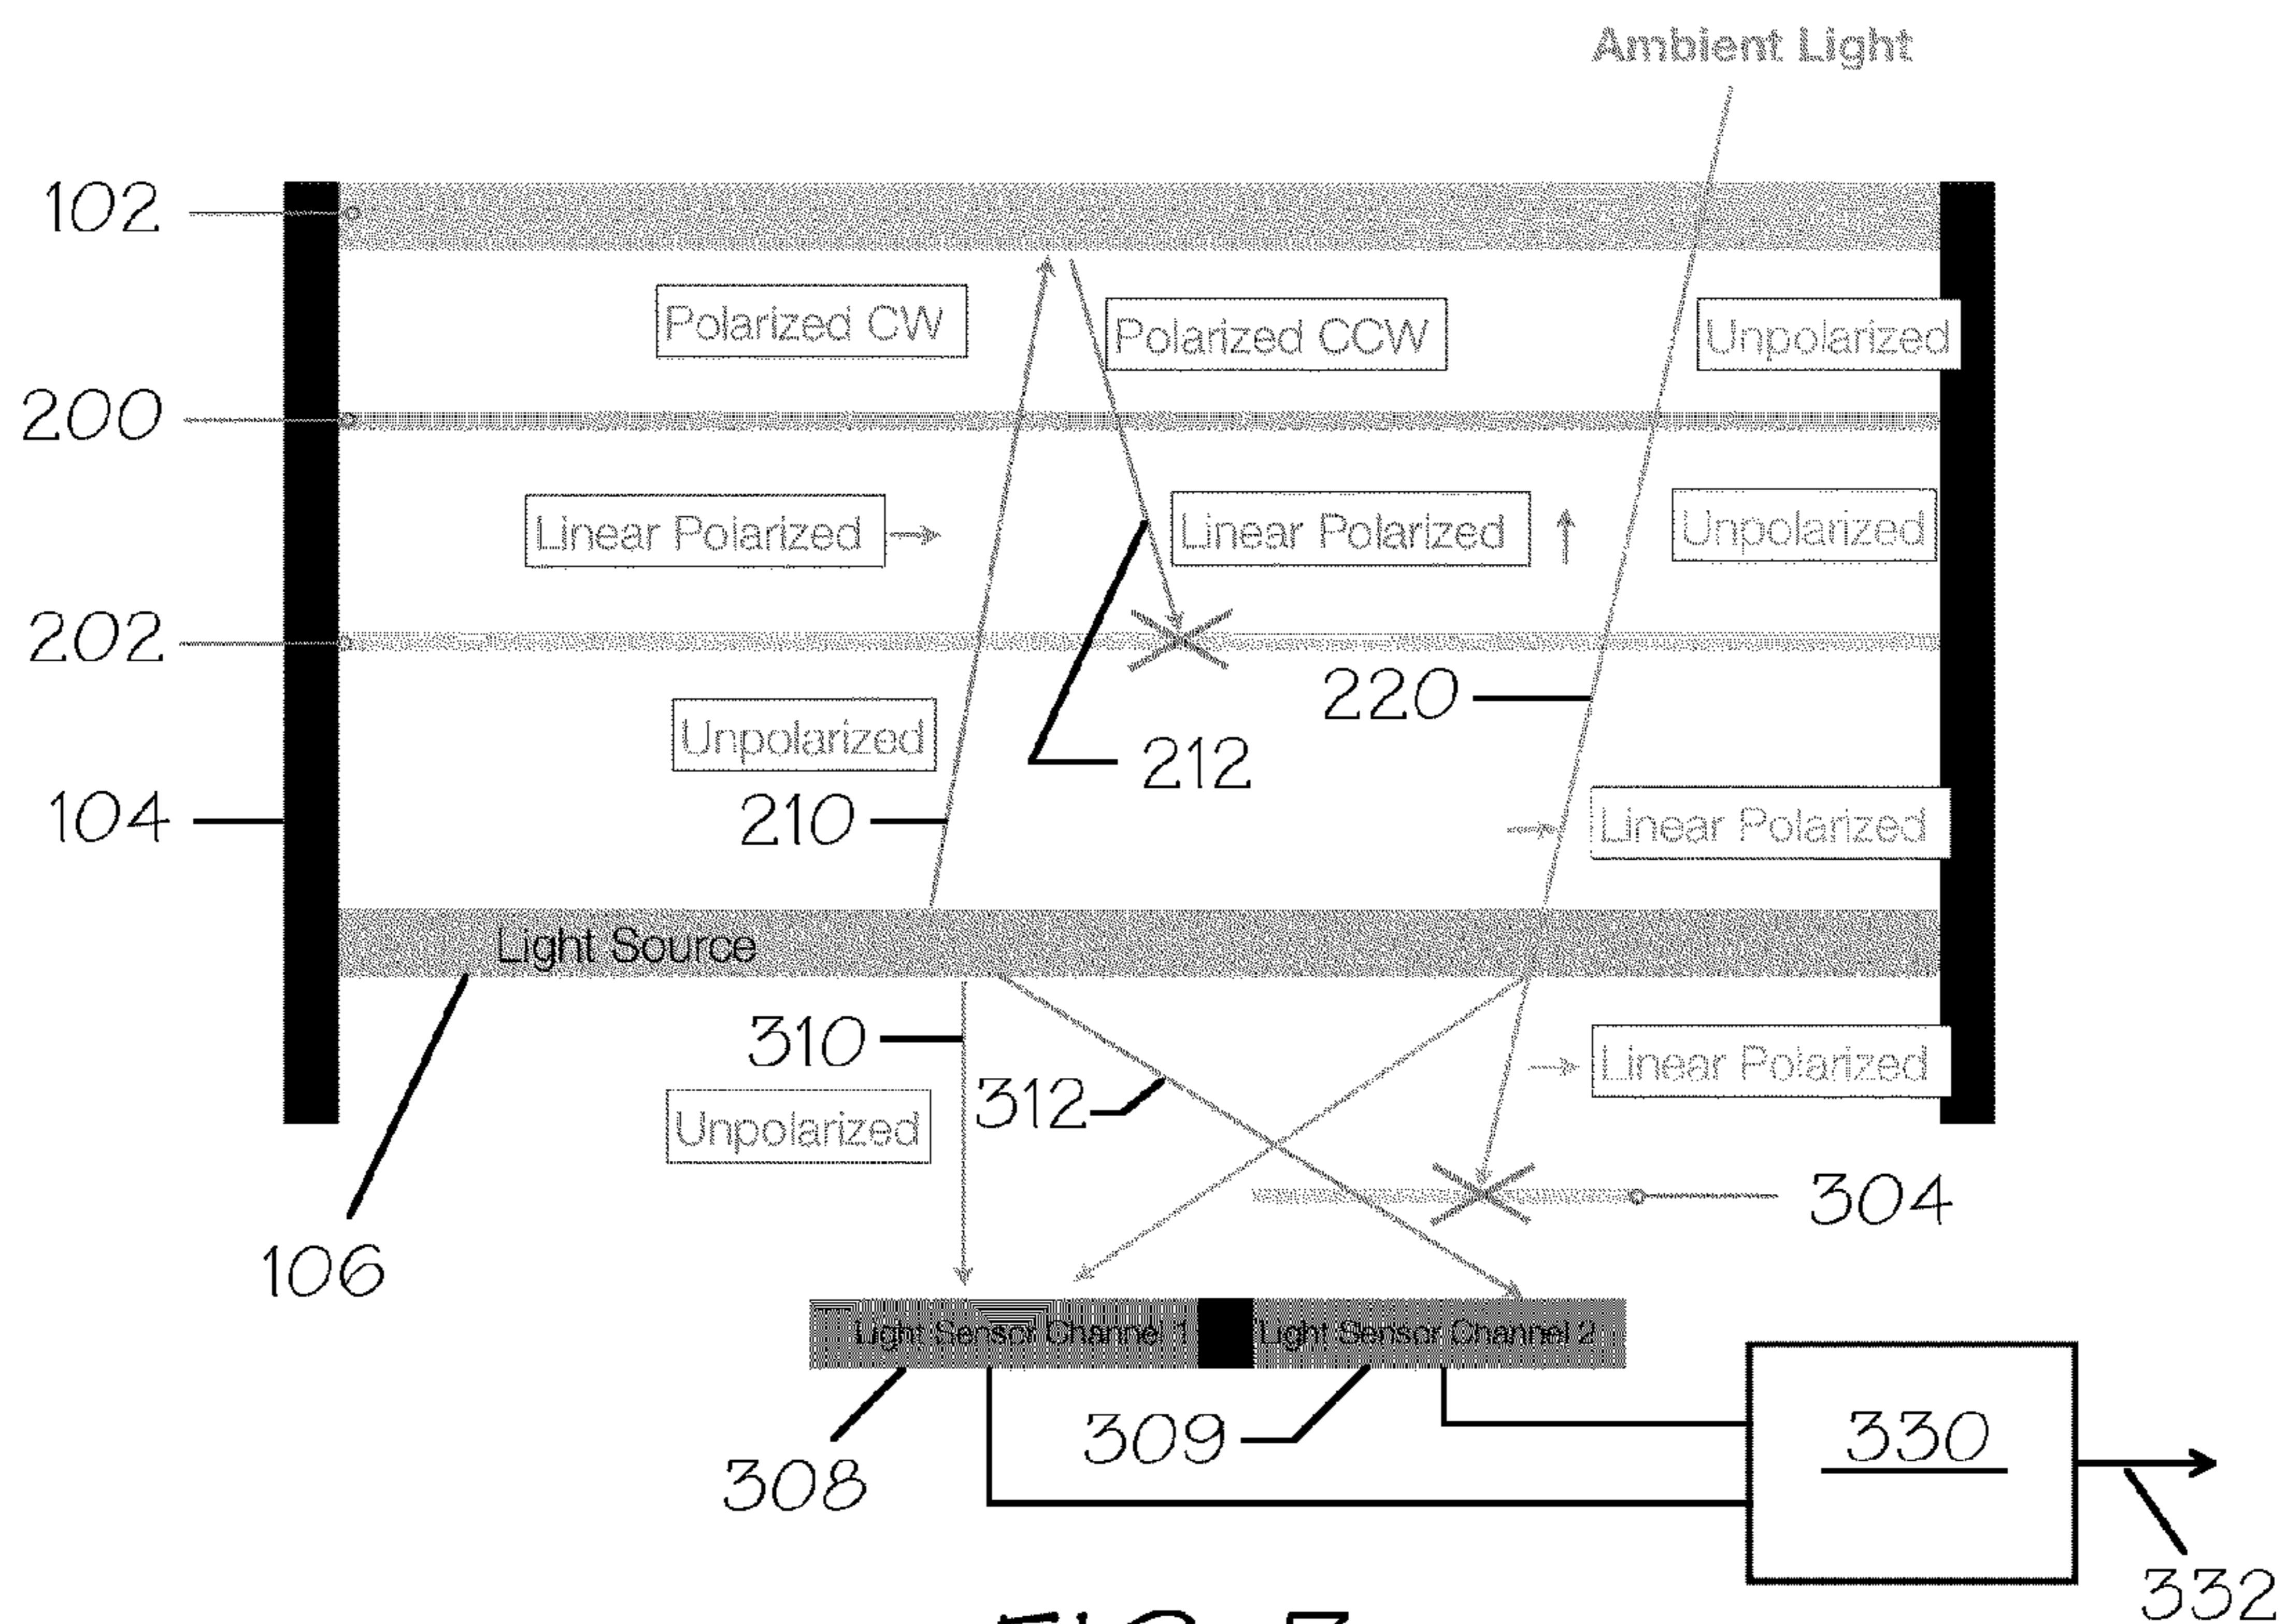 Ambient Light
102
Polarized CW
Polarized CCW
Unpolarized
200
Linear Polarized
Linear Polarized
Unpolarized
202
220
Unpolarized
212
104
210
Linear Polarized
Light Source
310
Linear Polarized
312
Unpolarized
304
106
Light Sensor Channel 1
Light Sensor Channel 2
309
330
308
332